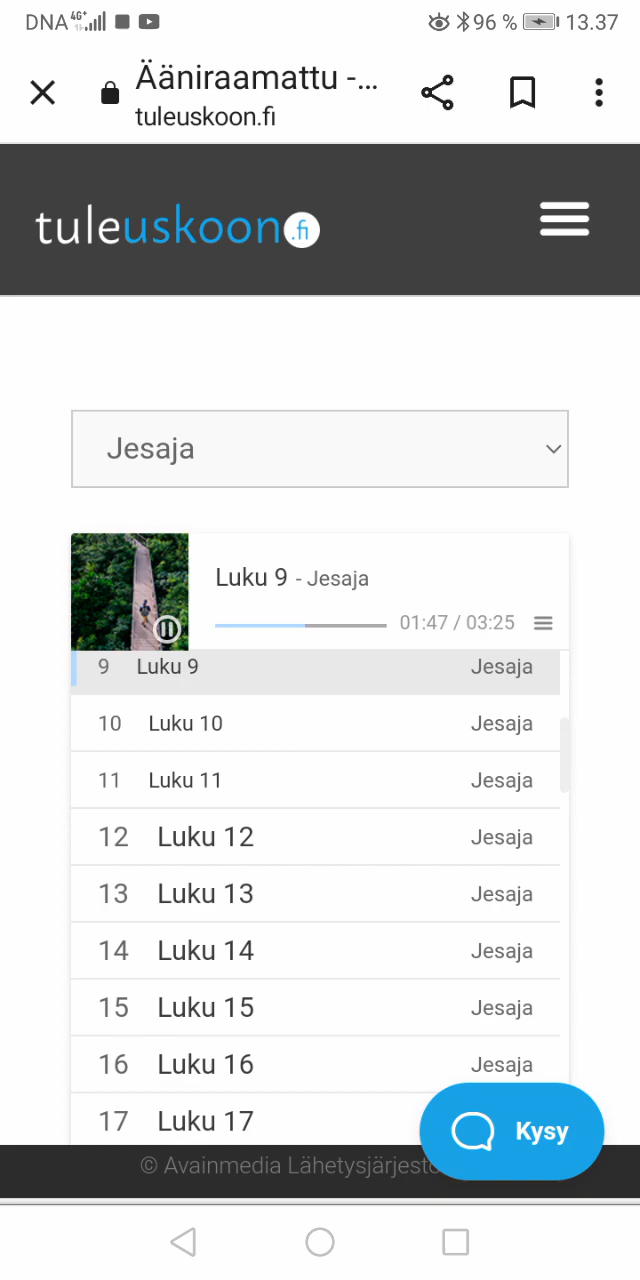 DNA 4G+ 96 % 13.37
Ääniraamattu -...
tuleuskoon.fi
tuleuskoon.fi
Jesaja
Luku 9 - Jesaja
01:47 / 03:25
9 Luku 9 Jesaja
10 Luku 10 Jesaja
11 Luku 11 Jesaja
12 Luku 12 Jesaja
13 Luku 13 Jesaja
14 Luku 14 Jesaja
15 Luku 15 Jesaja
16 Luku 16 Jesaja
17 Luku 17
Kysy
© Avainmedia Lähetysjärjestö